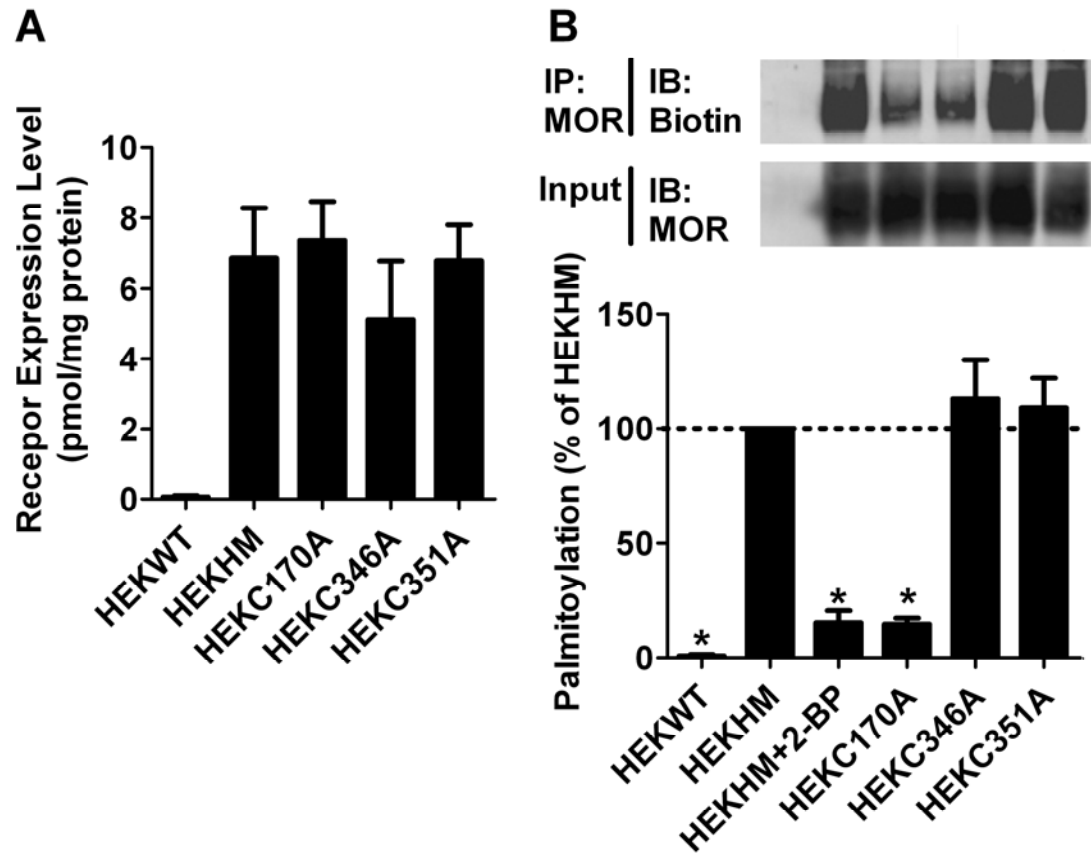 A
Recepor Expression Level
(pmol/mg protein)
10
8
6
4
2
0
HEKWT
HEKHM
HEKC170A
HEKC346A
HEKC351A
B
IP:
MOR
IB:
Biotin
Input
IB:
MOR
Palmitoylation (% of HEKHM)
150
100
50
0
*
*
*
HEKWT
HEKHM
HEKHM+2-BP
HEKC170A
HEKC346A
HEKC351A